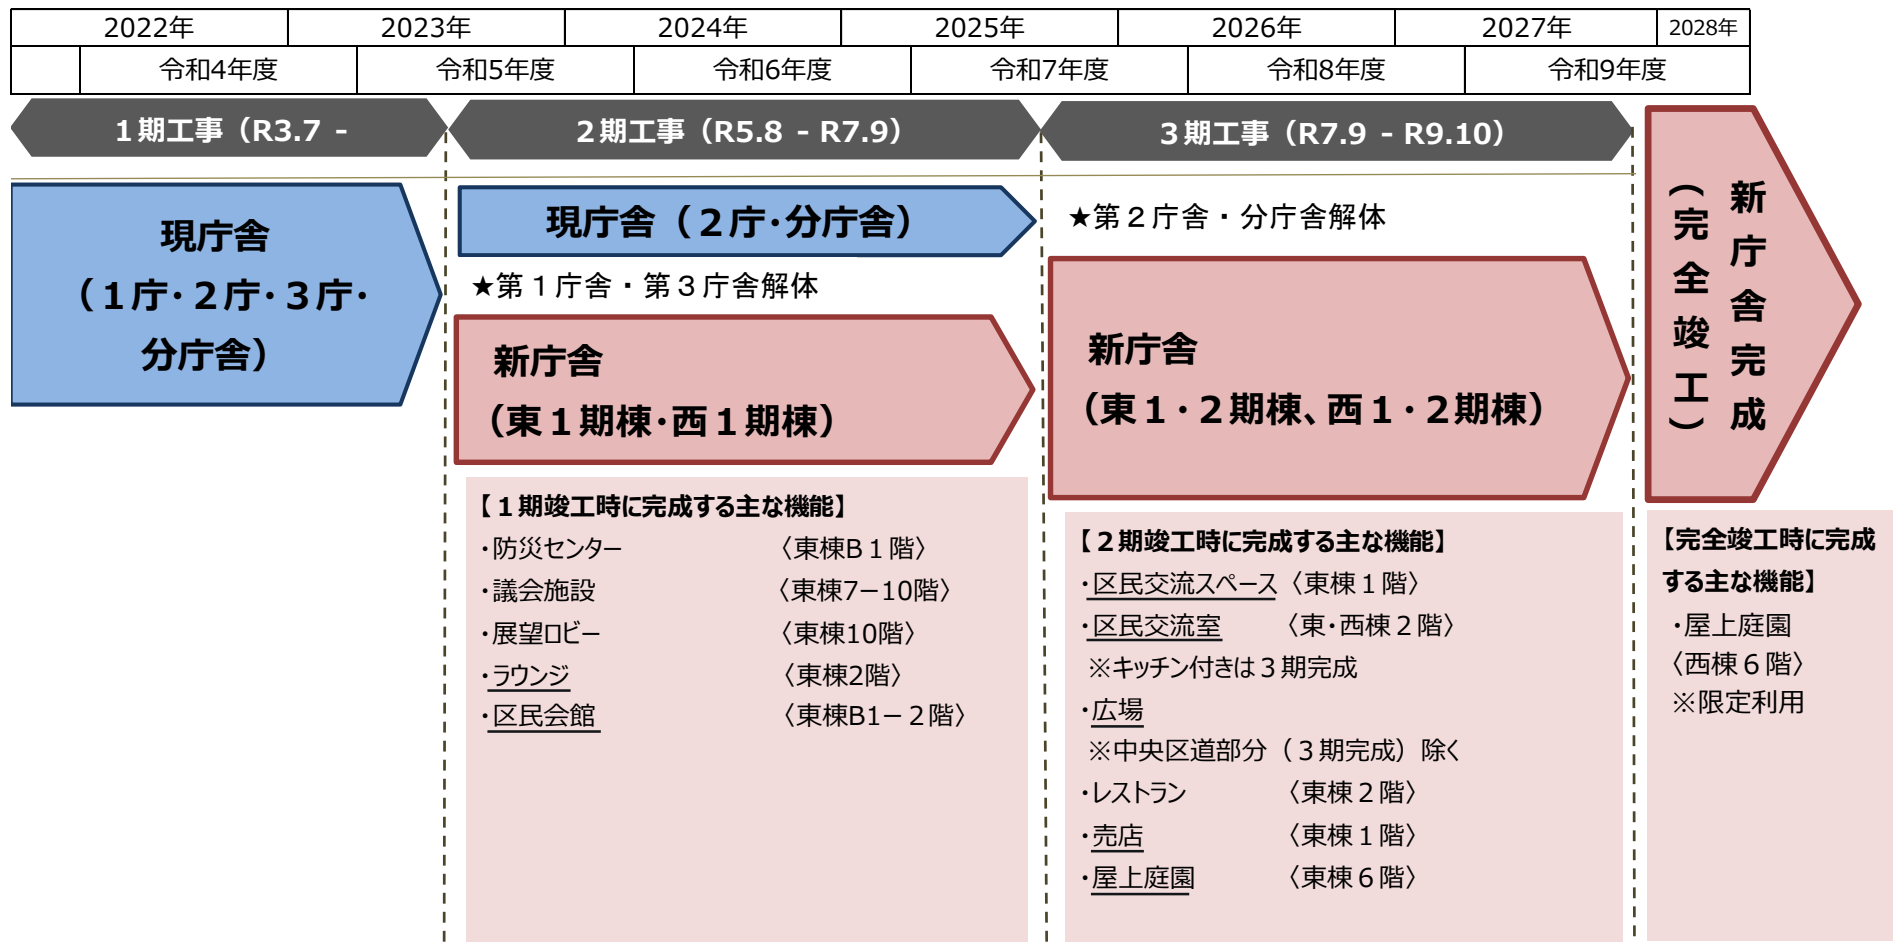 2022年 2023年 2024年 2025年 2026年 2027年 2028年
令和4年度 令和5年度 令和6年度 令和7年度 令和8年度 令和9年度
１期工事（R3.7 -
２期工事（R5.8 - R7.9）
３期工事（R7.9 - R9.10）
現庁舎
（１庁・２庁・３庁・
分庁舎）
現庁舎（２庁・分庁舎）
★第１庁舎・第３庁舎解体
新庁舎
（東１期棟・西１期棟）
【１期竣工時に完成する主な機能】
・防災センター 〈東棟B１階〉
・議会施設 〈東棟7－10階〉
・展望ロビー 〈東棟10階〉
・ラウンジ 〈東棟2階〉
・区民会館 〈東棟B1－２階〉
★第２庁舎・分庁舎解体
新庁舎
（東１・２期棟、西１・２期棟）
【２期竣工時に完成する主な機能】
・区民交流スペース〈東棟１階〉
・区民交流室 〈東・西棟２階〉
※キッチン付きは３期完成
・広場
※中央区道部分（３期完成）除く
・レストラン 〈東棟２階〉
・売店 〈東棟１階〉
・屋上庭園 〈東棟６階〉
新庁舎完成
（完全竣工）
【完全竣工時に完成
する主な機能】
・屋上庭園
〈西棟６階〉
※限定利用